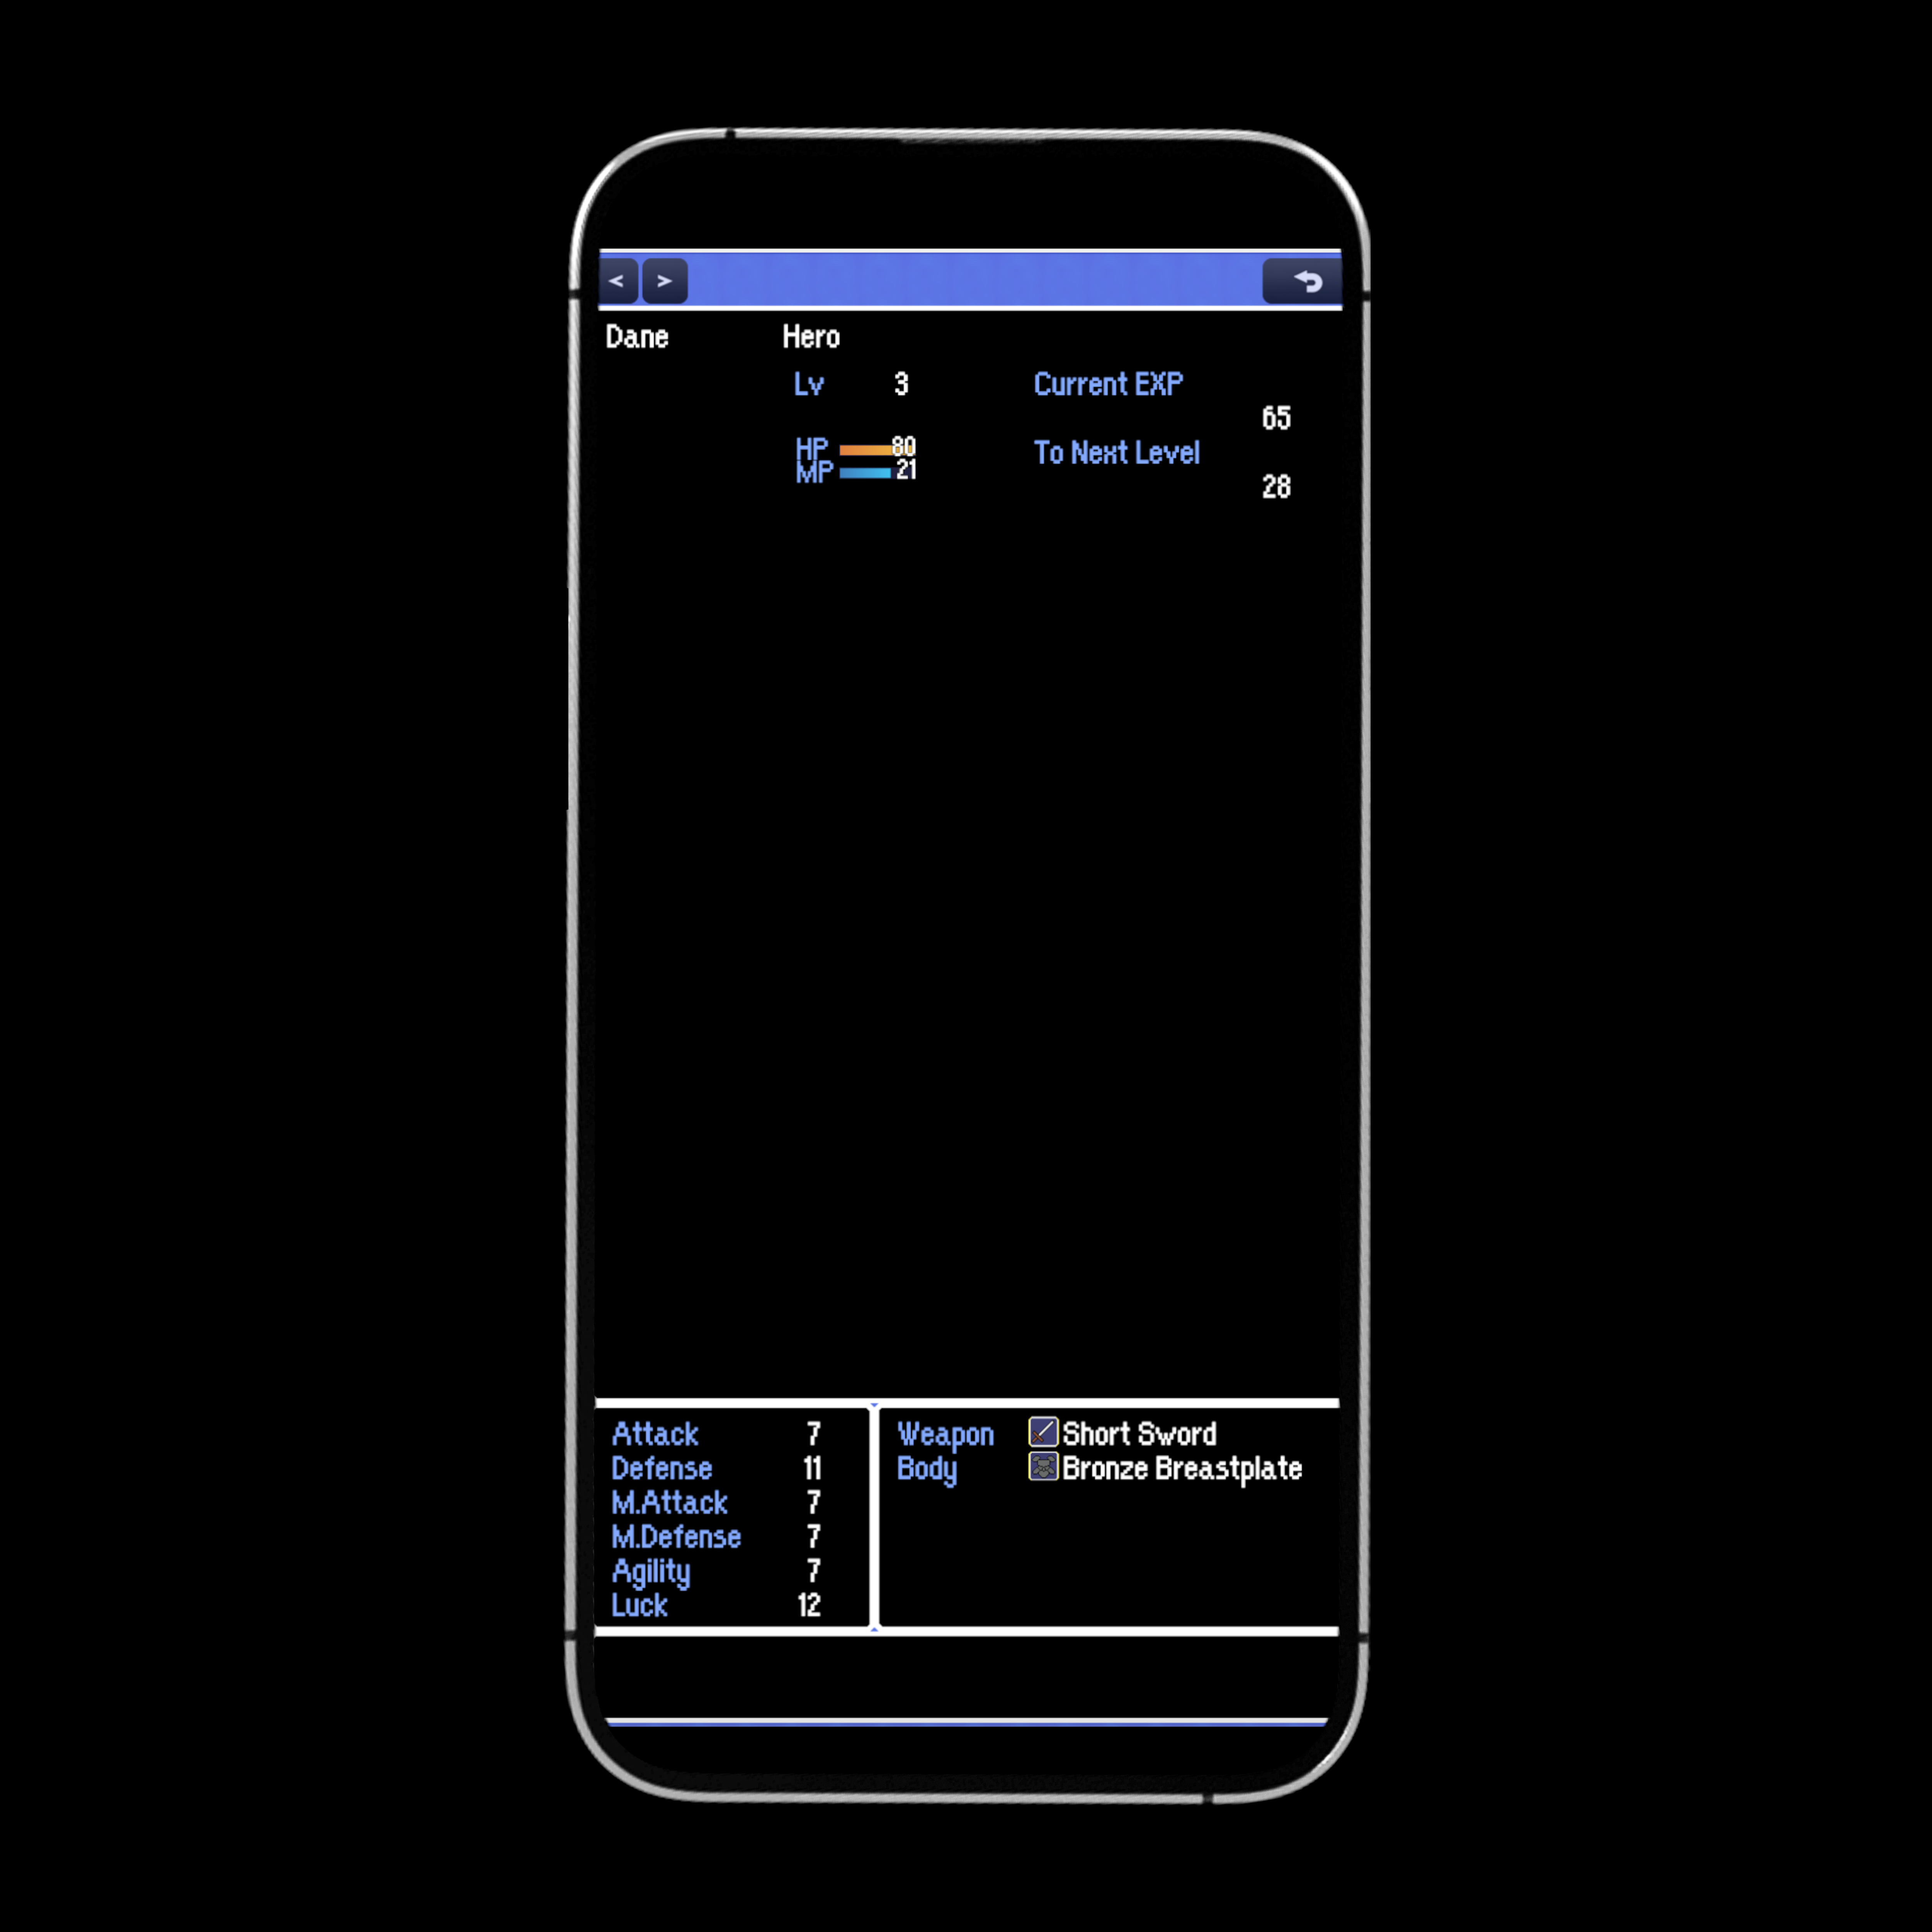 < >
Dane Hero
Lv 3 Current EXP
65
HP 80 To Next Level
MP 21
28
Attack 7 Weapon Short Sword
Defense 11 Body Bronze Breastplate
M.Attack 7
M.Defense 7
Agility 7
Luck 12